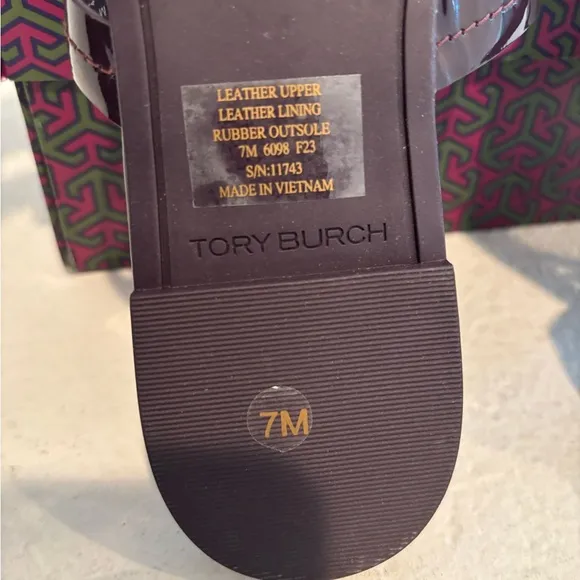 LEATHER UPPER
LEATHER LINING
RUBBER OUTSOLE
7M 6098 F23
S/N:11743
MADE IN VIETNAM
TORY BURCH
7M